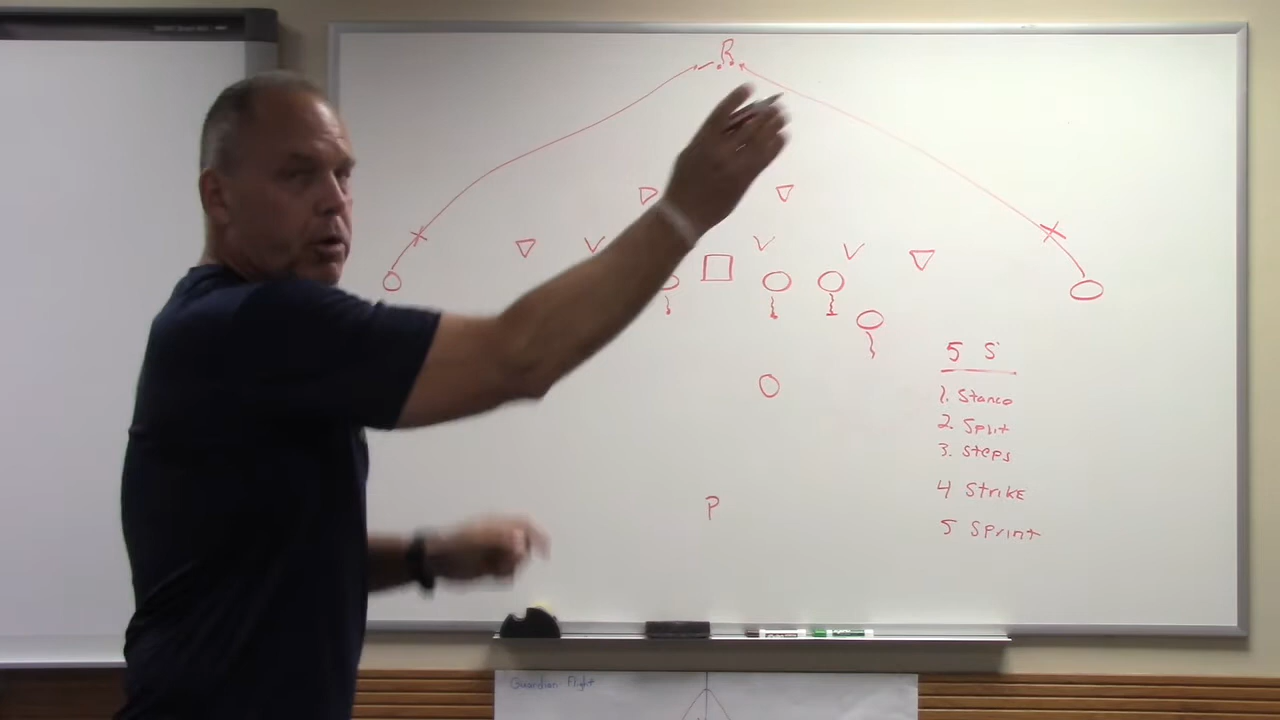 R
5 S
1. Stance
2. Split
3. Steps
4 Strike
P
5 Sprint
Guardian Flight